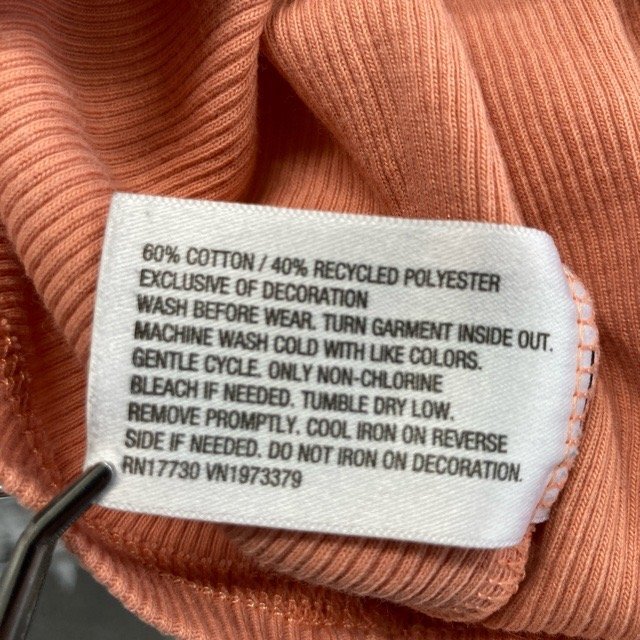 60% COTTON / 40% RECYCLED POLYESTER
EXCLUSIVE OF DECORATION
WASH BEFORE WEAR. TURN GARMENT INSIDE OUT.
MACHINE WASH COLD WITH LIKE COLORS.
GENTLE CYCLE. ONLY NON-CHLORINE
BLEACH IF NEEDED. TUMBLE DRY LOW.
REMOVE PROMPTLY. COOL IRON ON REVERSE
SIDE IF NEEDED. DO NOT IRON ON DECORATION.
RN17730 VN1973379